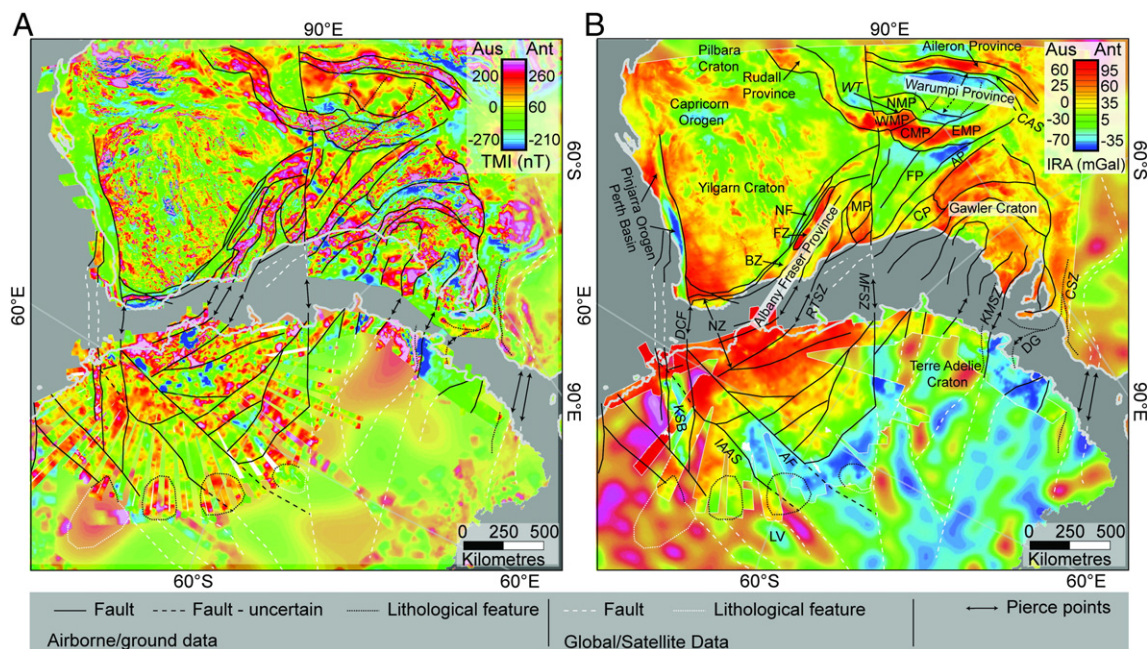 A
90°E
Aus Ant
200 260
60 60
-270 -210
TMI (nT)
60°S
60°E
90°E
0 250 500
Kilometres
60°S
60°E
B
90°E
Pilbara
Craton
Rudall
Province
Aileron Province
Aus Ant
60 95
30 60
0 35
-70 -35
IRA (mGal)
WT
Warumpi Province
Capricorn
Orogen
NMP
WMP
CMP
EMP
CAS
60°S
Pinjarra Orogen
Perth Basin
Yilgarn Craton
FP
AP
NF
MP
CP
Gawler Craton
FZ
BZ
Albany Fraser Province
60°E
DCF
NZ
RTSZ
MFSZ
KMSZ
CSZ
DG
Terre Adelie
Craton
90°E
KSB
IAAS
AF
LV
0 250 500
Kilometres
60°S
60°E
Fault Fault - uncertain Lithological feature Fault Lithological feature Pierce points
Airborne/ground data Global/Satellite Data